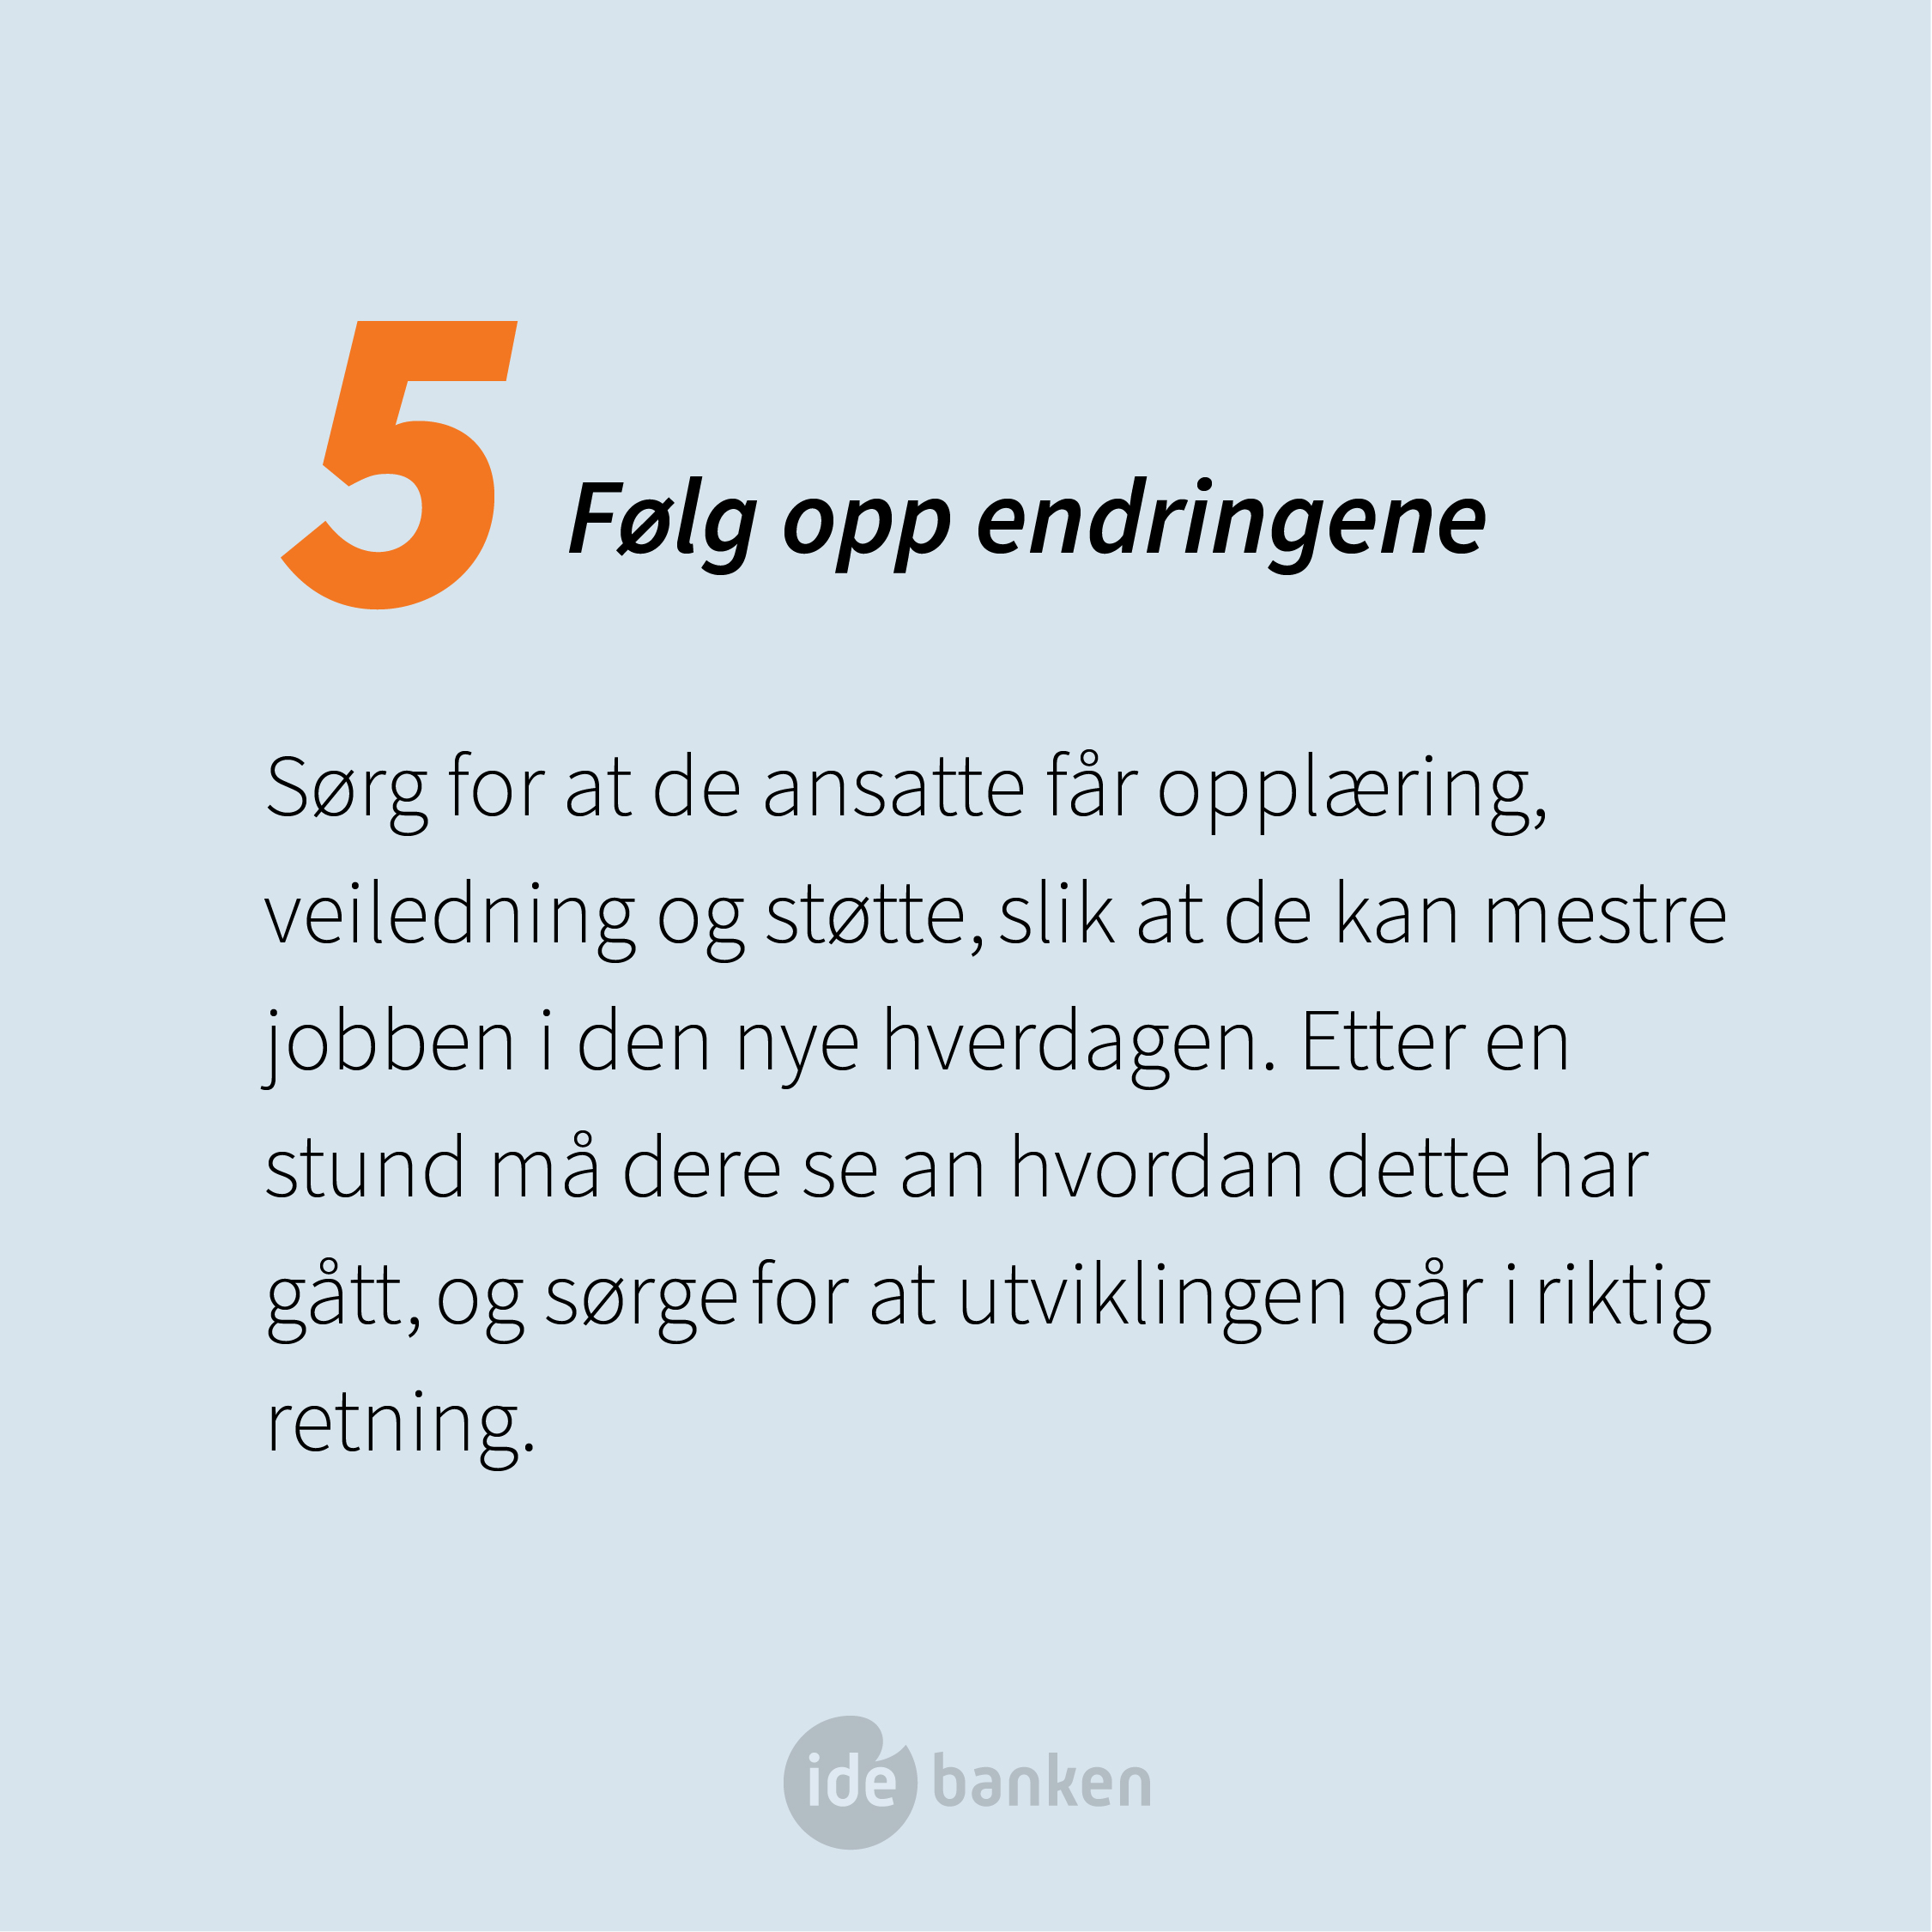 5 Følg opp endringene
Sørg for at de ansatte får opplæring,
veiledning og støtte, slik at de kan mestre
jobben i den nye hverdagen. Etter en
stund må dere se an hvordan dette har
gått, og sørge for at utviklingen går i riktig
retning.
idebanken